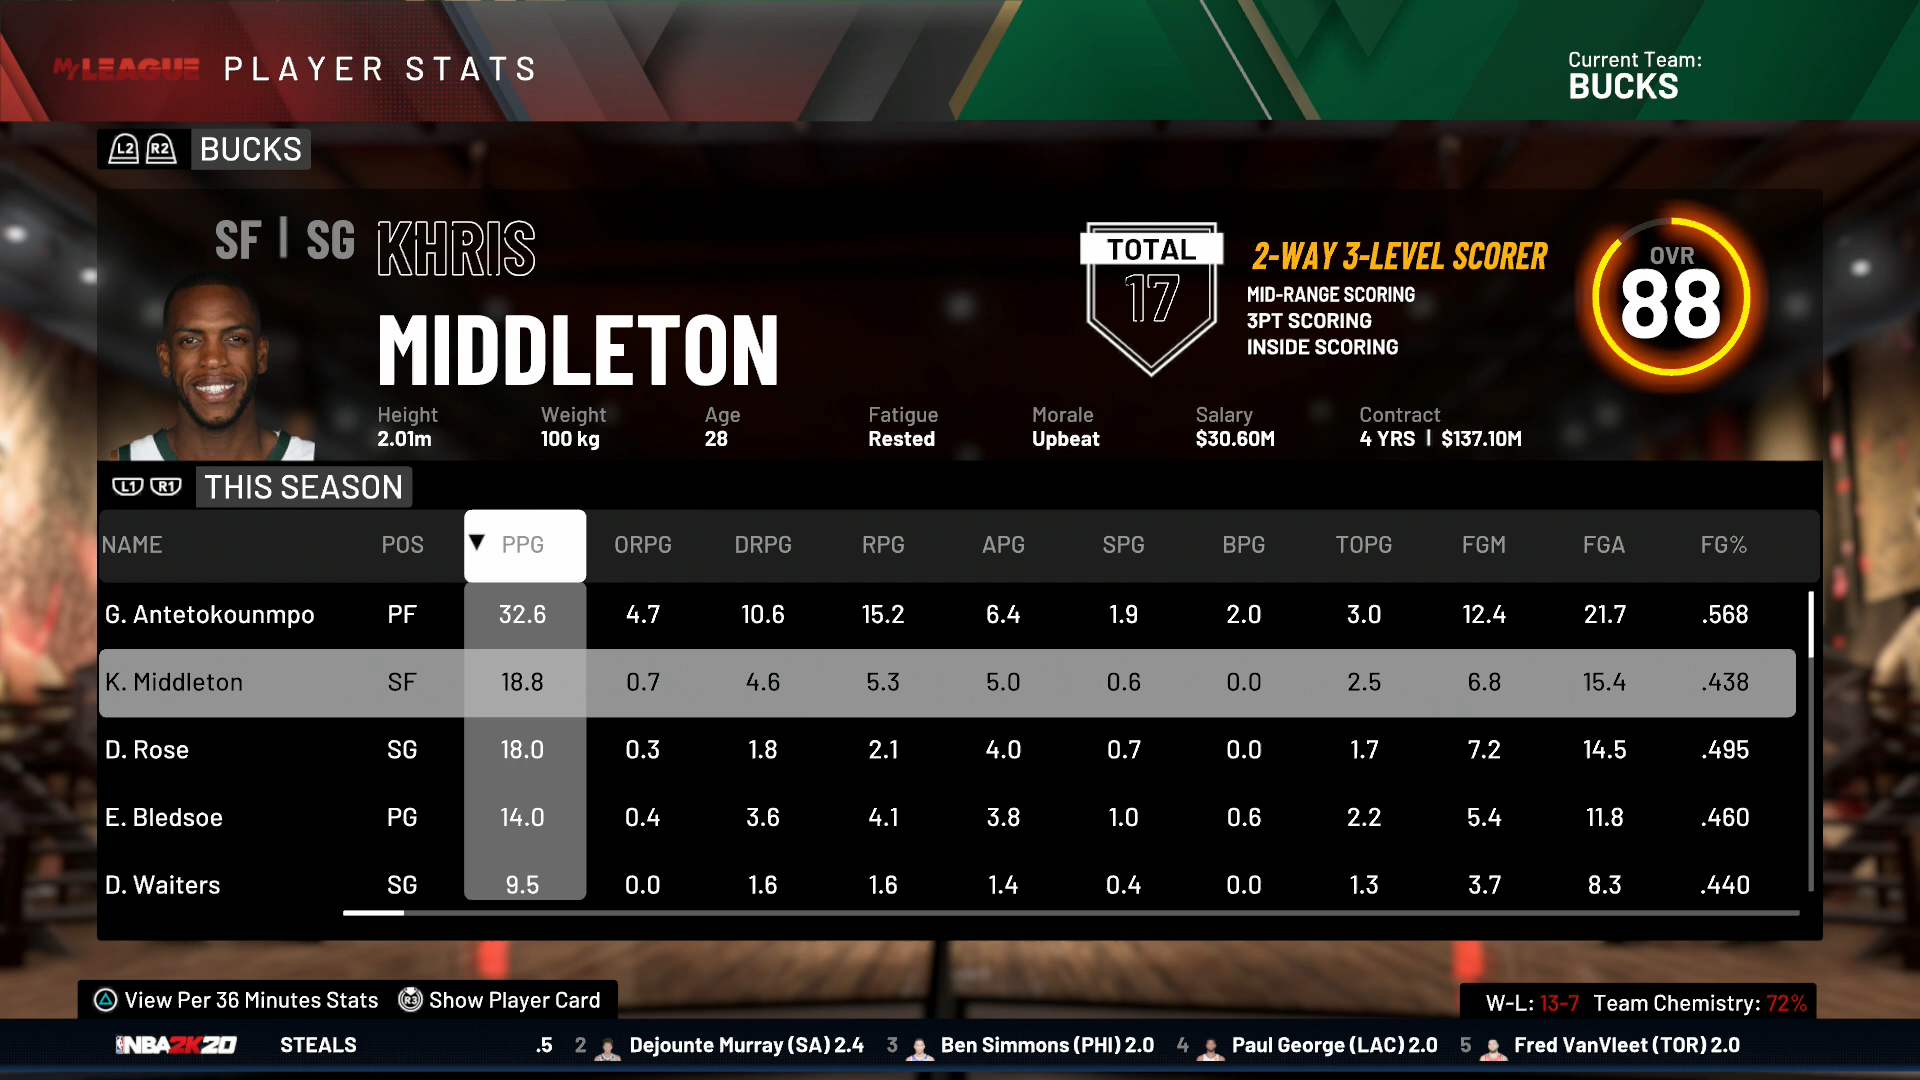 MyLEAGUE PLAYER STATS
Current Team:
BUCKS
L2 R2 BUCKS
SF | SG KHRIS
MIDDLETON
TOTAL
17
2-WAY 3-LEVEL SCORER
MID-RANGE SCORING
3PT SCORING
INSIDE SCORING
OVR
88
Height Weight Age Fatigue Morale Salary Contract
2.01m 100 kg 28 Rested Upbeat $30.60M 4 YRS | $137.10M
L1 R1 THIS SEASON
NAME POS PPG ORPG DRPG RPG APG SPG BPG TOPG FGM FGA FG%
G. Antetokounmpo PF 32.6 4.7 10.6 15.2 6.4 1.9 2.0 3.0 12.4 21.7 .568
K. Middleton SF 18.8 0.7 4.6 5.3 5.0 0.6 0.0 2.5 6.8 15.4 .438
D. Rose SG 18.0 0.3 1.8 2.1 4.0 0.7 0.0 1.7 7.2 14.5 .495
E. Bledsoe PG 14.0 0.4 3.6 4.1 3.8 1.0 0.6 2.2 5.4 11.8 .460
D. Waiters SG 9.5 0.0 1.6 1.6 1.4 0.4 0.0 1.3 3.7 8.3 .440
View Per 36 Minutes Stats R3 Show Player Card
W-L: 13-7 Team Chemistry: 72%
NBA2K20 STEALS .5 2 Dejounte Murray (SA) 2.4 3 Ben Simmons (PHI) 2.0 4 Paul George (LAC) 2.0 5 Fred VanVleet (TOR) 2.0